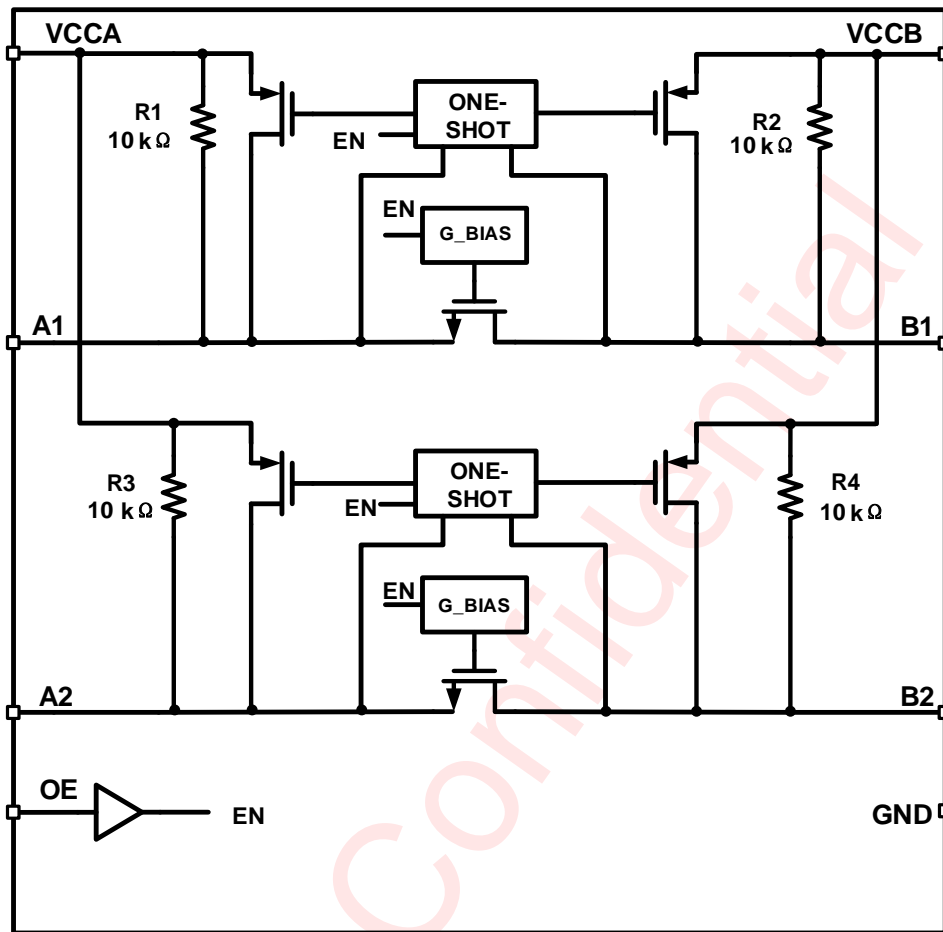 VCCA
VCCB
R1
10 kΩ
ONE-
SHOT
EN
R2
10 kΩ
EN
G_BIAS
A1
B1
R3
10 kΩ
ONE-
SHOT
EN
R4
10 kΩ
EN
G_BIAS
A2
B2
OE
EN
GND
Confidential